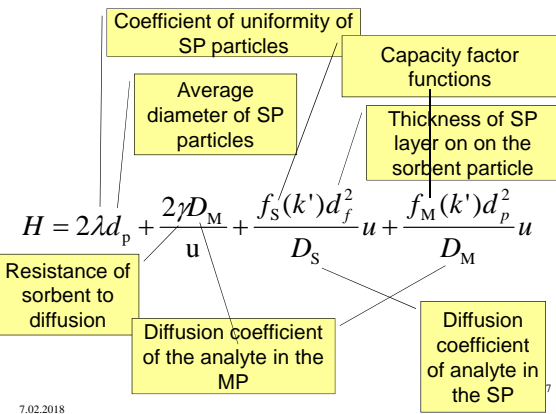 Coefficient of uniformity of
SP particles
Capacity factor
functions
Average
diameter of SP
particles
Thickness of SP
layer on on the
sorbent particle
H = 2λd_p + 2γD_M/u + f_S(k')d_f^2/D_S u + f_M(k')d_p^2/D_M u
Resistance of
sorbent to
diffusion
Diffusion coefficient
of the analyte in the
MP
Diffusion
coefficient
of analyte in
the SP
7
7.02.2018